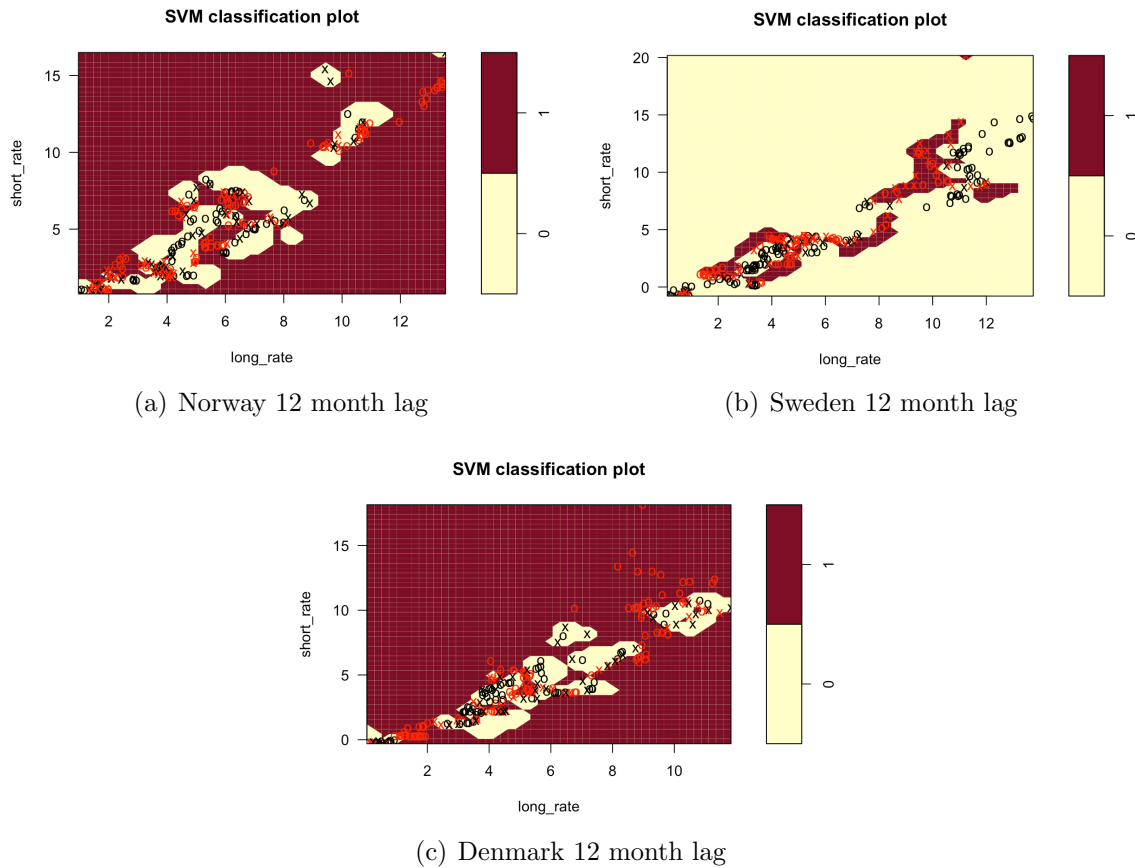 SVM classification plot
short_rate
15
10
5
2 4 6 8 10 12
long_rate
1
0
(a) Norway 12 month lag
SVM classification plot
short_rate
20
15
10
5
0
2 4 6 8 10 12
long_rate
1
0
(b) Sweden 12 month lag
SVM classification plot
short_rate
15
10
5
0
2 4 6 8 10
long_rate
1
0
(c) Denmark 12 month lag